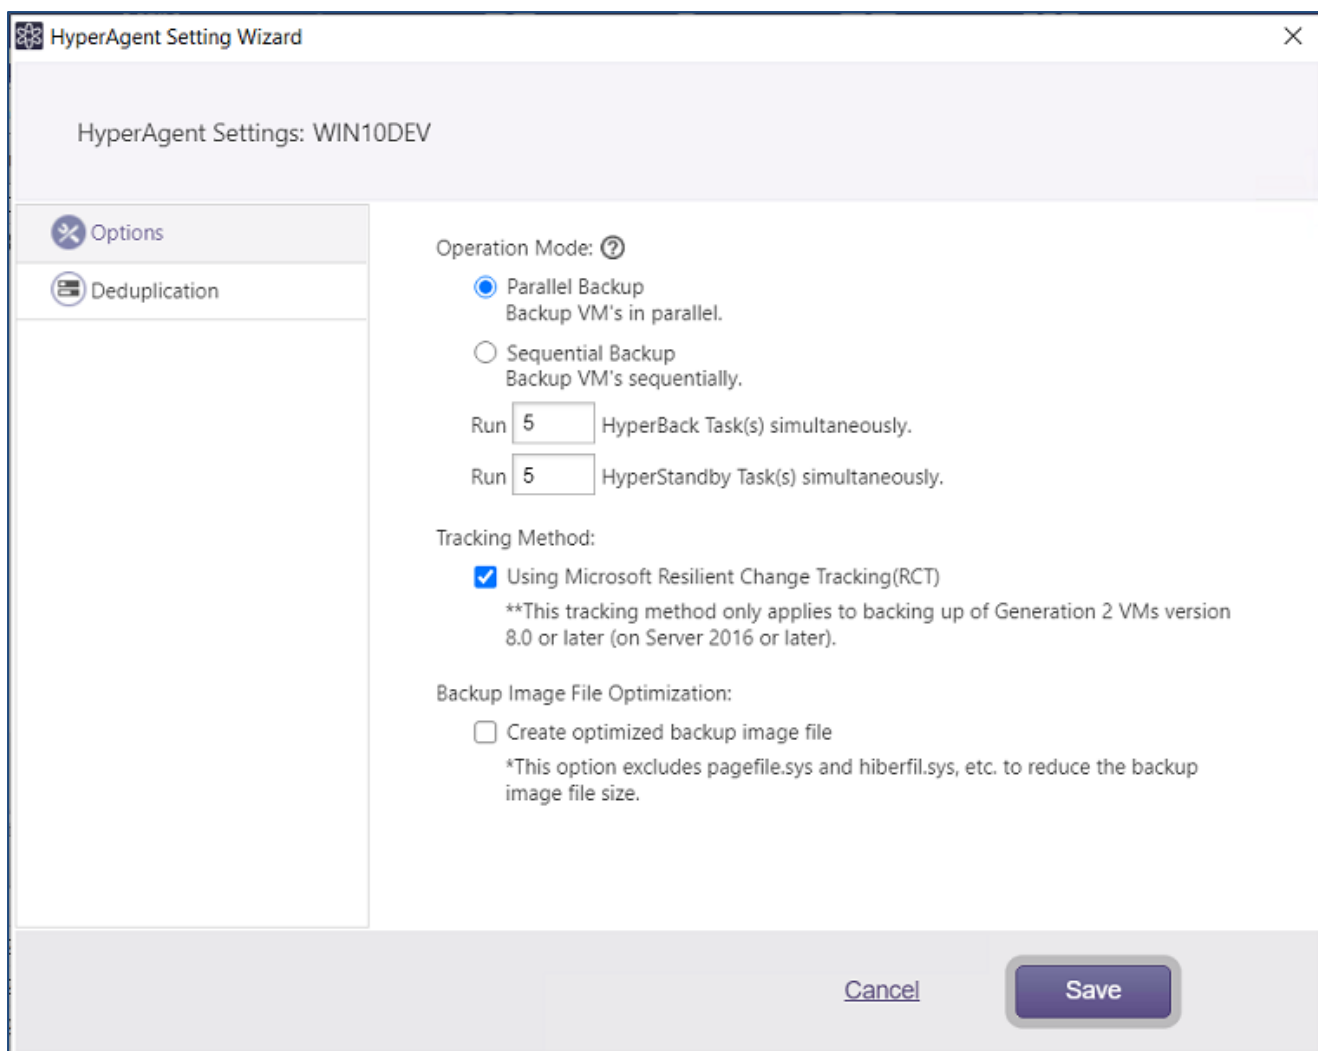 HyperAgent Setting Wizard
HyperAgent Settings: WIN10DEV
Options
Deduplication
Operation Mode: ?
Parallel Backup
Backup VM's in parallel.
Sequential Backup
Backup VM's sequentially.
Run 5 HyperBack Task(s) simultaneously.
Run 5 HyperStandby Task(s) simultaneously.
Tracking Method:
Using Microsoft Resilient Change Tracking(RCT)
**This tracking method only applies to backing up of Generation 2 VMs version
8.0 or later (on Server 2016 or later).
Backup Image File Optimization:
Create optimized backup image file
*This option excludes pagefile.sys and hiberfil.sys, etc. to reduce the backup
image file size.
Cancel
Save